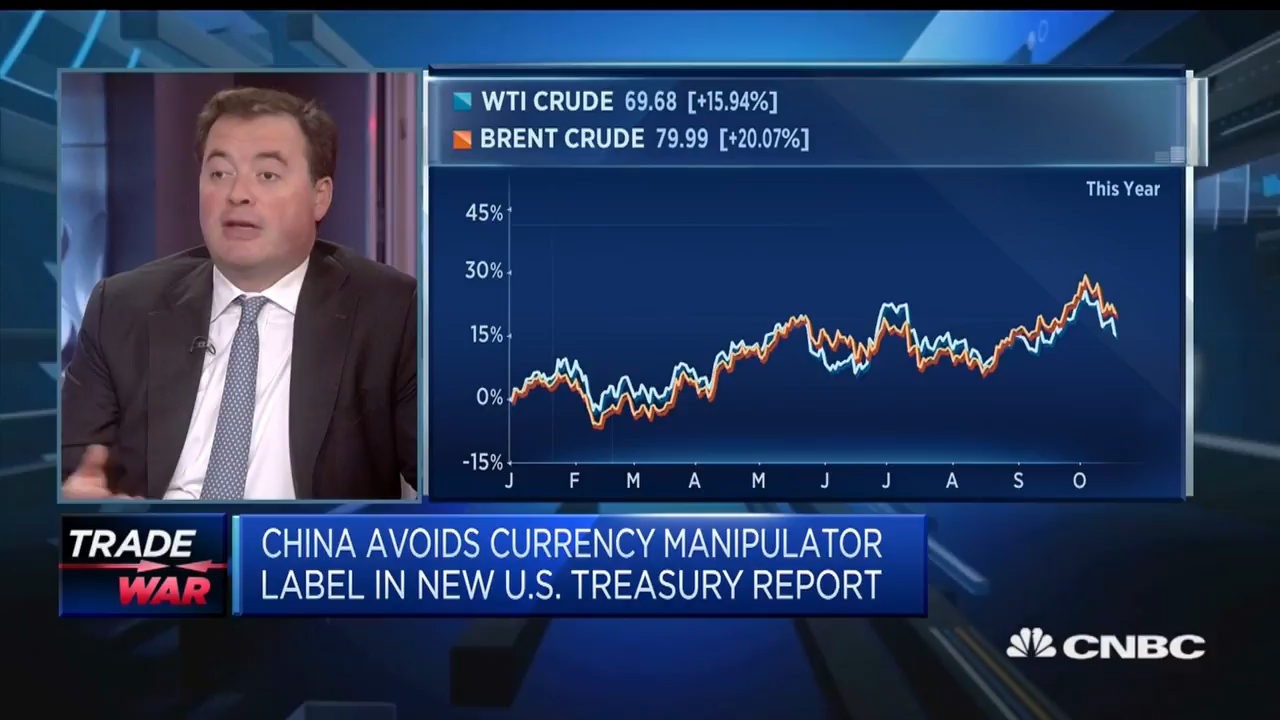 WTI CRUDE 69.68 [+15.94%]
BRENT CRUDE 79.99 [+20.07%]
This Year
45%
30%
15%
0%
-15%
J F M A M J J A S O
TRADE
WAR
CHINA AVOIDS CURRENCY MANIPULATOR
LABEL IN NEW U.S. TREASURY REPORT
CNBC